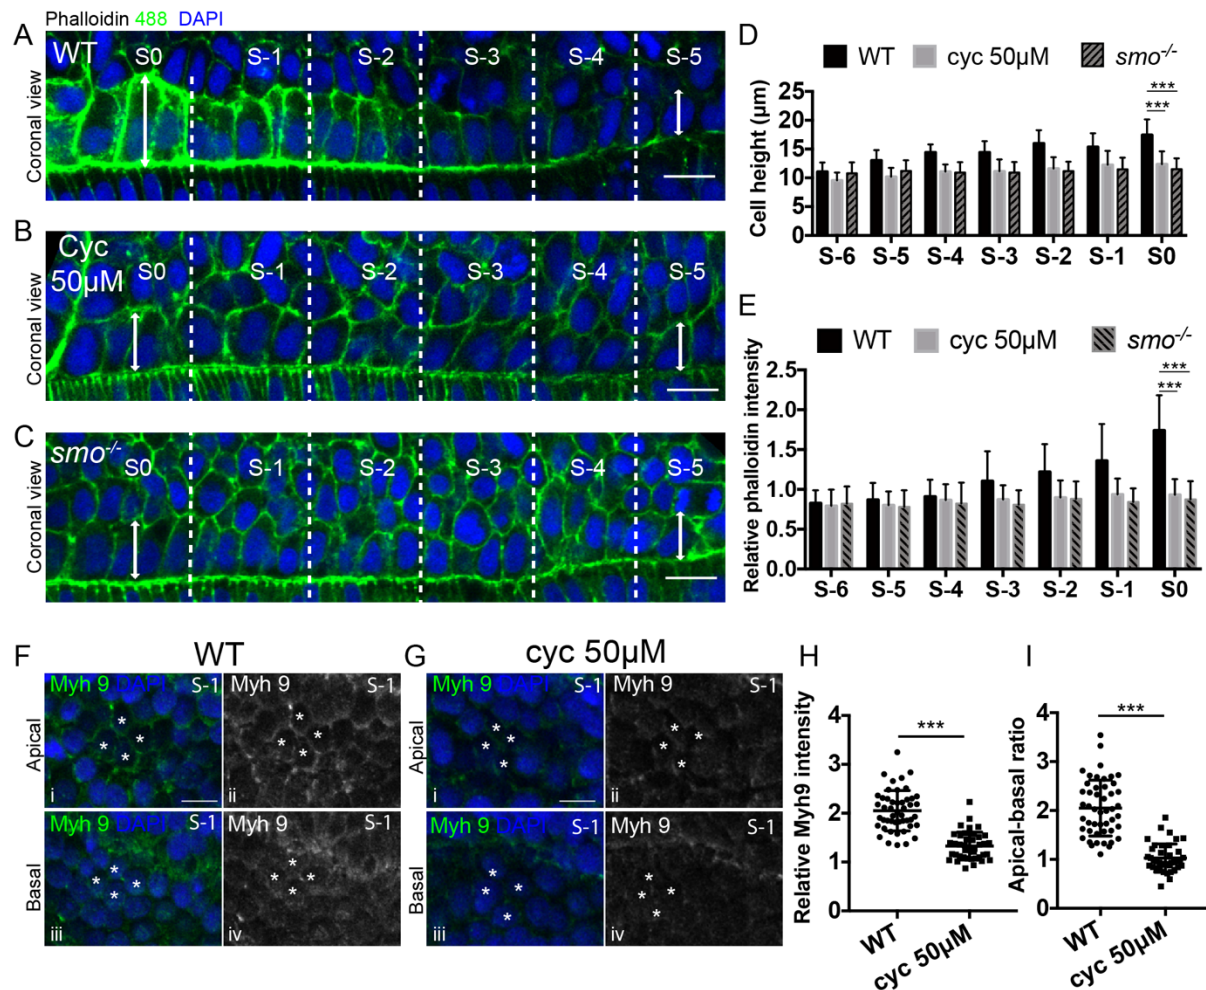 Phalloidin 488 DAPI
A
WT
S0
S-1
S-2
S-3
S-4
S-5
Coronal view
B
Cyc
50µM
S0
S-1
S-2
S-3
S-4
S-5
Coronal view
C
smo-/-
S0
S-1
S-2
S-3
S-4
S-5
Coronal view
D
WT
cyc 50µM
smo-/-
***
***
Cell height (µm)
25
20
15
10
5
0
S-6
S-5
S-4
S-3
S-2
S-1
S0
E
WT
cyc 50µM
smo-/-
***
***
Relative phalloidin intensity
2.5
2.0
1.5
1.0
0.5
0.0
S-6
S-5
S-4
S-3
S-2
S-1
S0
F
WT
Apical
Myh 9 DAPI
S-1
* * * *
i
Myh 9
S-1
* * * *
ii
Basal
Myh 9 DAPI
S-1
* * * *
iii
Myh 9
S-1
* * * *
iv
G
cyc 50µM
Apical
Myh 9 DAPI
S-1
* * * *
i
Myh 9
S-1
* * * *
ii
Basal
Myh 9 DAPI
S-1
* * * *
iii
Myh 9
S-1
* * * *
iv
H
Relative Myh9 intensity
4
3
2
1
0
***
WT
cyc 50µM
I
Apical-basal ratio
4
3
2
1
0
***
WT
cyc 50µM